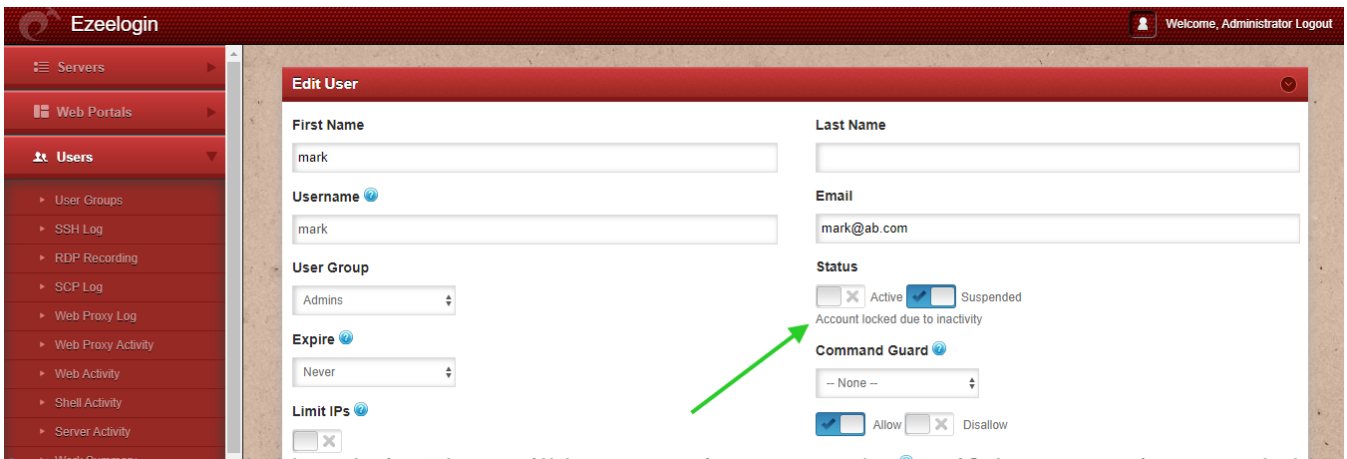 Ezeelogin
Welcome, Administrator Logout
Servers
Web Portals
Users
User Groups
SSH Log
RDP Recording
SCP Log
Web Proxy Log
Web Proxy Activity
Web Activity
Shell Activity
Server Activity
Work Summary
Edit User
First Name
mark
Last Name
Username
mark
Email
mark@ab.com
User Group
Admins
Status
Active Suspended
Account locked due to inactivity
Expire
Never
Command Guard
-- None --
Limit IPs
Allow Disallow